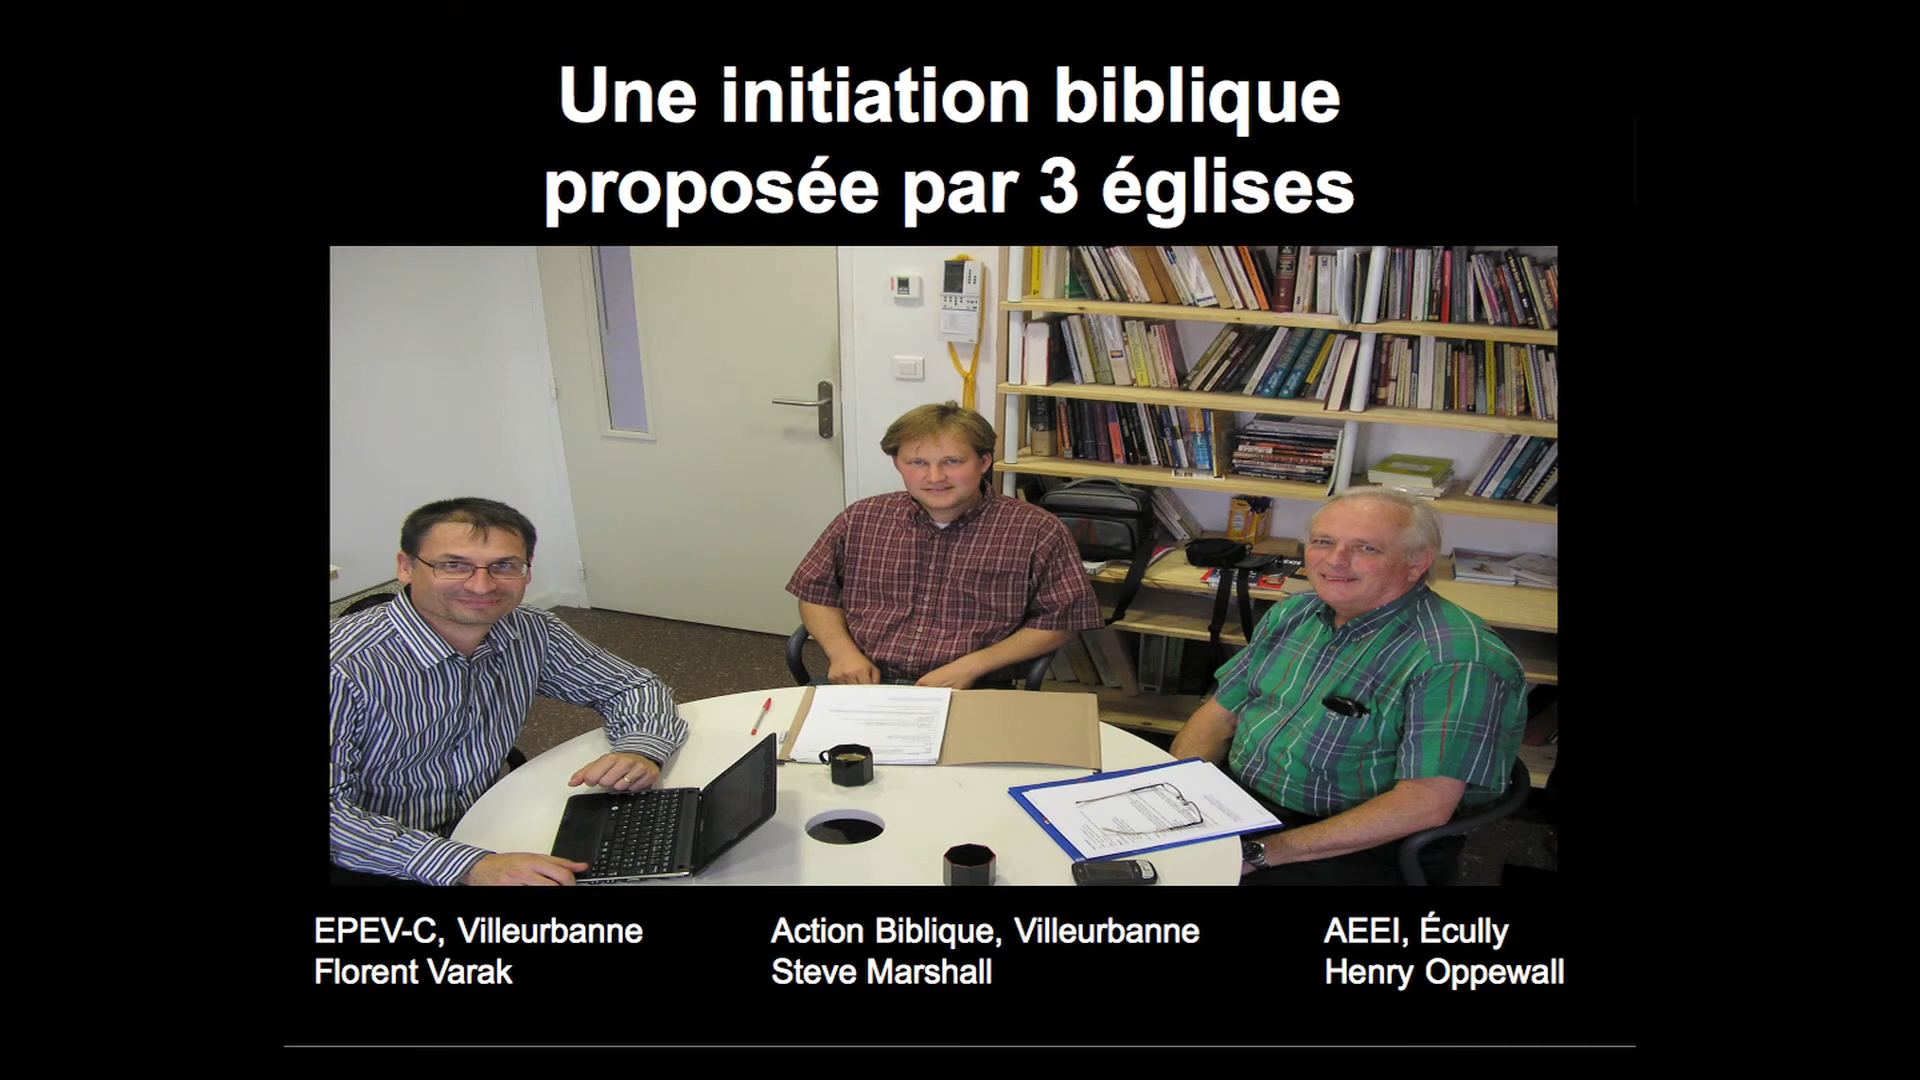 Une initiation biblique
proposée par 3 églises
EPEV-C, Villeurbanne
Florent Varak
Action Biblique, Villeurbanne
Steve Marshall
AEEI, Écully
Henry Oppewall